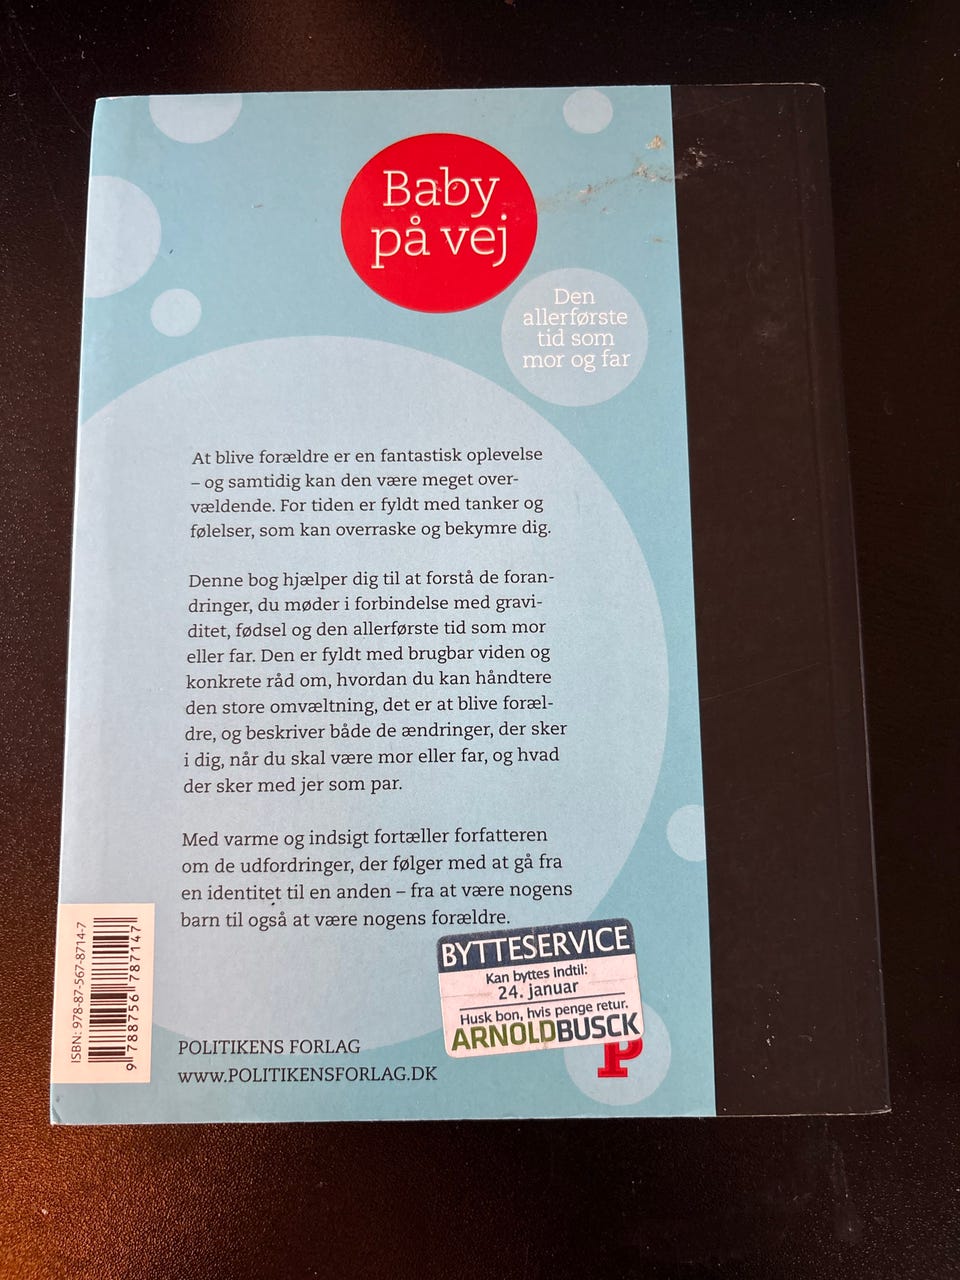 Baby
på vej
Den
allerførste
tid som
mor og far
At blive forældre er en fantastisk oplevelse
– og samtidig kan den være meget over-
vældende. For tiden er fyldt med tanker og
følelser, som kan overraske og bekymre dig.
Denne bog hjælper dig til at forstå de foran-
dringer, du møder i forbindelse med gravi-
ditet, fødsel og den allerførste tid som mor
eller far. Den er fyldt med brugbar viden og
konkrete råd om, hvordan du kan håndtere
den store omvæltning, det er at blive foræl-
dre, og beskriver både de ændringer, der sker
i dig, når du skal være mor eller far, og hvad
der sker med jer som par.
Med varme og indsigt fortæller forfatteren
om de udfordringer, der følger med at gå fra
en identitet til en anden – fra at være nogens
barn til også at være nogens forældre.
BYTTESERVICE
Kan byttes indtil:
24. januar
Husk bon, hvis penge retur.
ARNOLDBUSCK
P
POLITIKENS FORLAG
WWW.POLITIKENSFORLAG.DK
ISBN: 978-87-567-8714-7
9 788756 787147